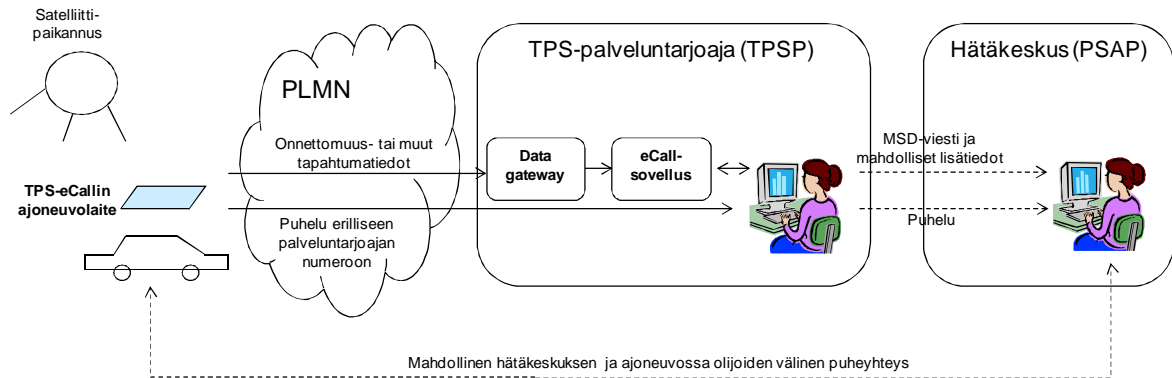 Satelliitti-
paikannus
TPS-eCallin
ajoneuvolaite
PLMN
Onnettomuus- tai muut
tapahtumatiedot
Puhelu erilliseen
palveluntarjoajan
numeroon
TPS-palveluntarjoaja (TPSP)
Data
gateway
eCall-
sovellus
MSD-viesti ja
mahdolliset lisätiedot
Puhelu
Hätäkeskus (PSAP)
Mahdollinen hätäkeskuksen ja ajoneuvossa olijoiden välinen puheyhteys